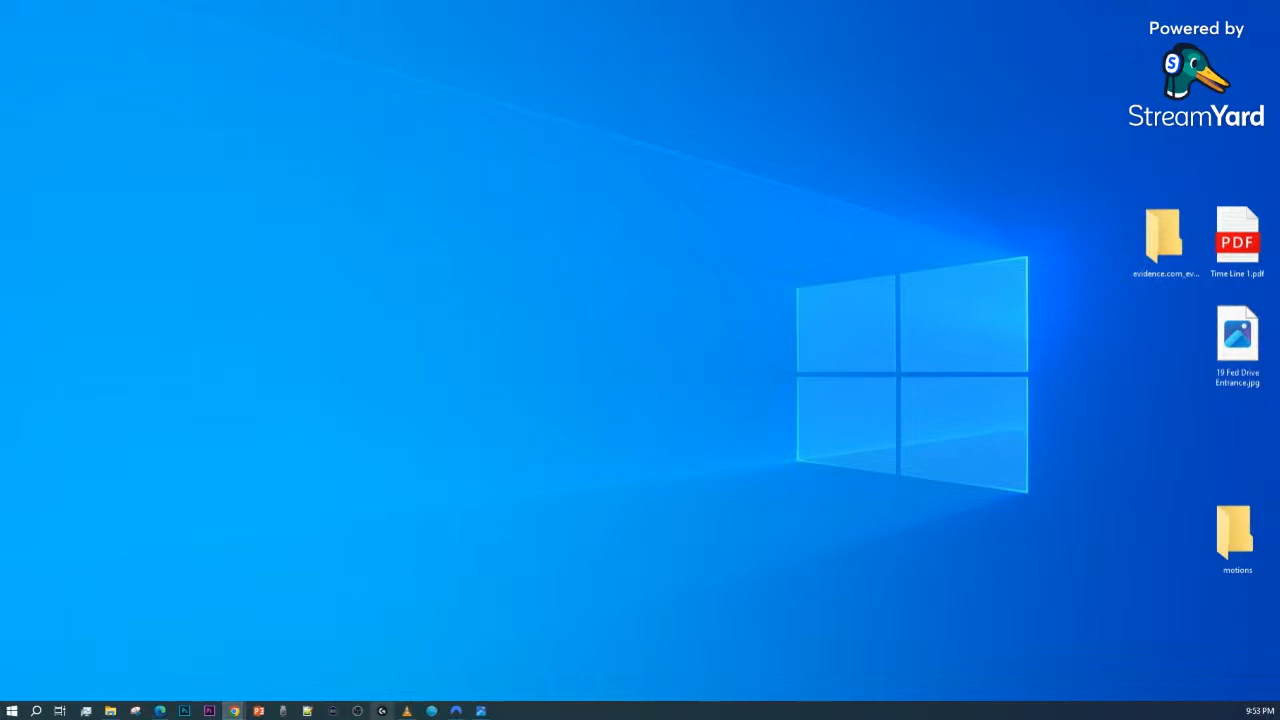 Powered by
StreamYard
evidence.com_ev...
Time Line 1.pdf
PDF
19 Fed Drive
Entrance.jpg
motions
9:53 PM